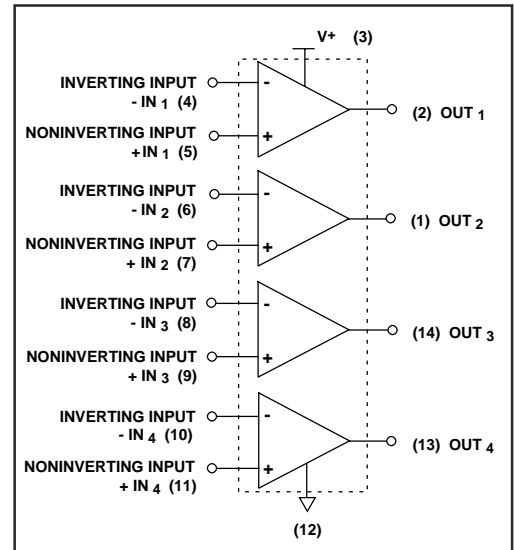 V+ (3)
INVERTING INPUT
- IN 1 (4)
-
(2) OUT 1
NONINVERTING INPUT
+IN 1 (5)
+
INVERTING INPUT
- IN 2 (6)
-
(1) OUT 2
NONINVERTING INPUT
+ IN 2 (7)
+
INVERTING INPUT
- IN 3 (8)
-
(14) OUT 3
NONINVERTING INPUT
+ IN 3 (9)
+
INVERTING INPUT
- IN 4 (10)
-
(13) OUT 4
NONINVERTING INPUT
+ IN 4 (11)
+
(12)